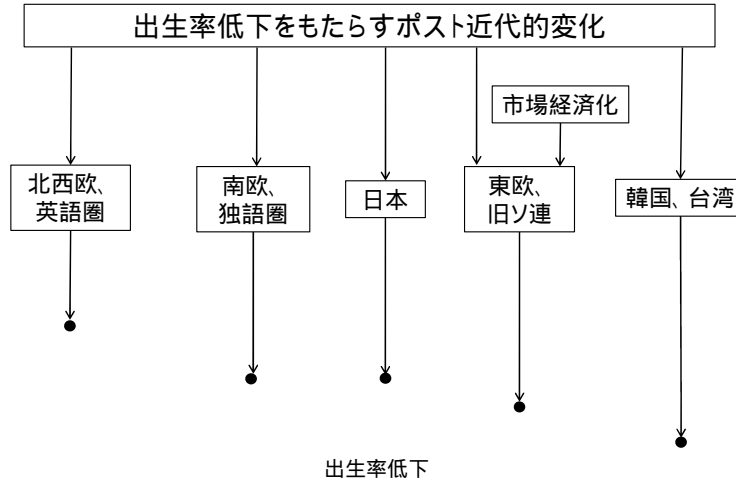 出生率低下をもたらすポスト近代的変化
市場経済化
北西欧、
英語圏
南欧、
独語圏
日本
東欧、
旧ソ連
韓国、台湾
出生率低下